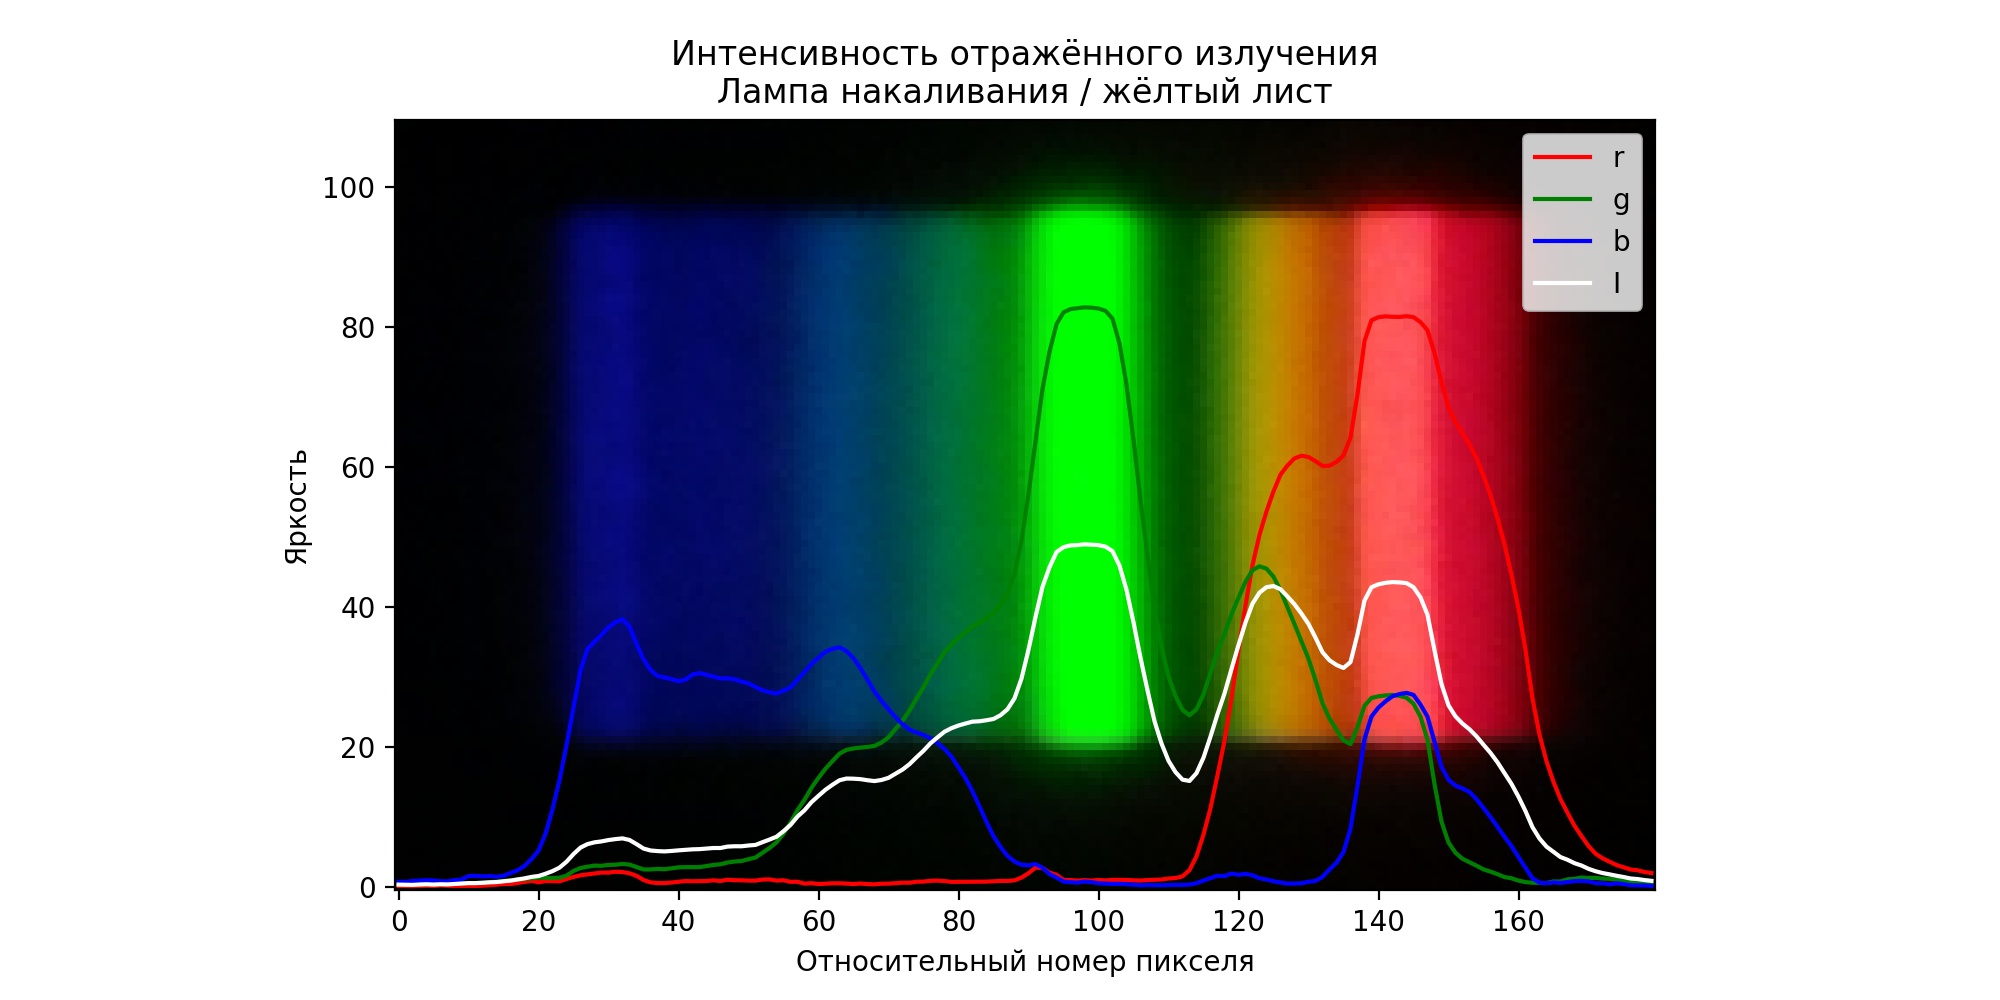 Интенсивность отражённого излучения
Лампа накаливания / жёлтый лист
r
g
b
l
100
80
60
40
20
0
Яркость
0 20 40 60 80 100 120 140 160
Относительный номер пикселя